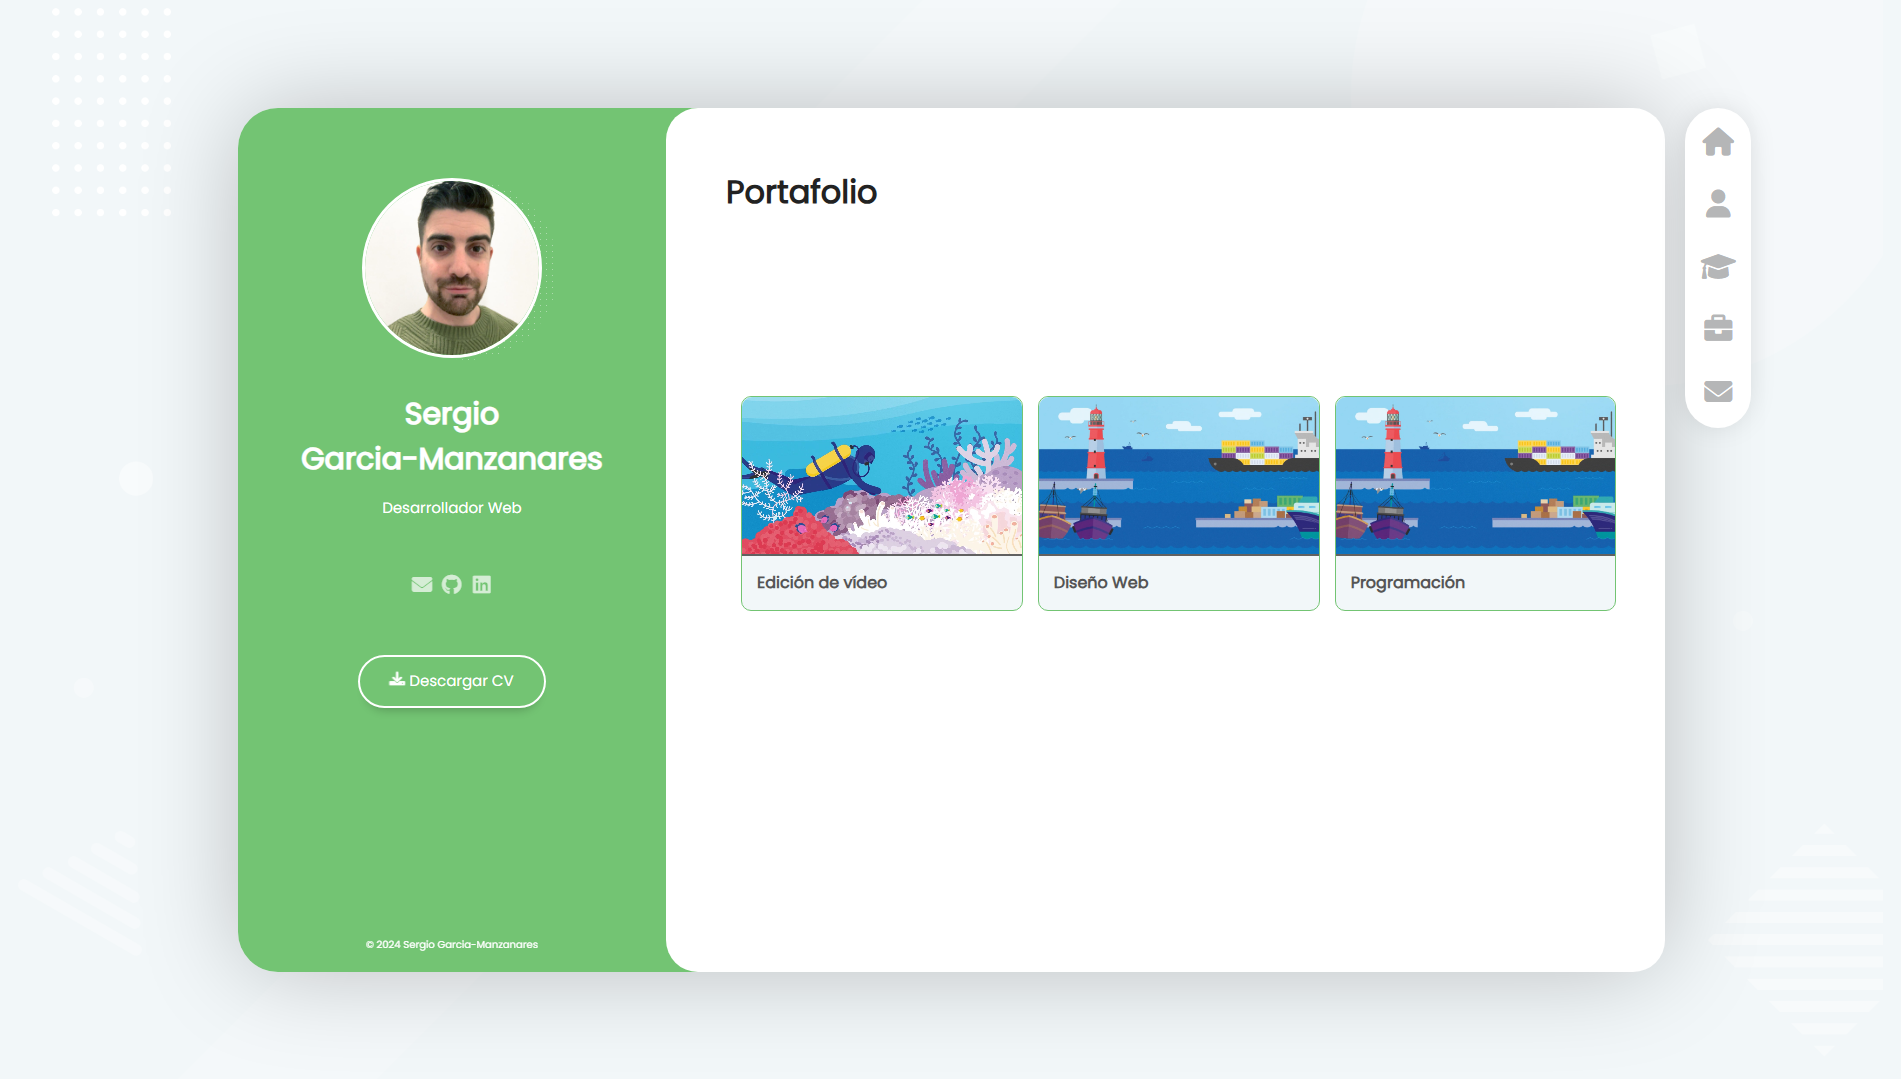 Sergio
Garcia-Manzanares
Desarrollador Web
Descargar CV
© 2024 Sergio Garcia-Manzanares
Portafolio
Edición de vídeo
Diseño Web
Programación